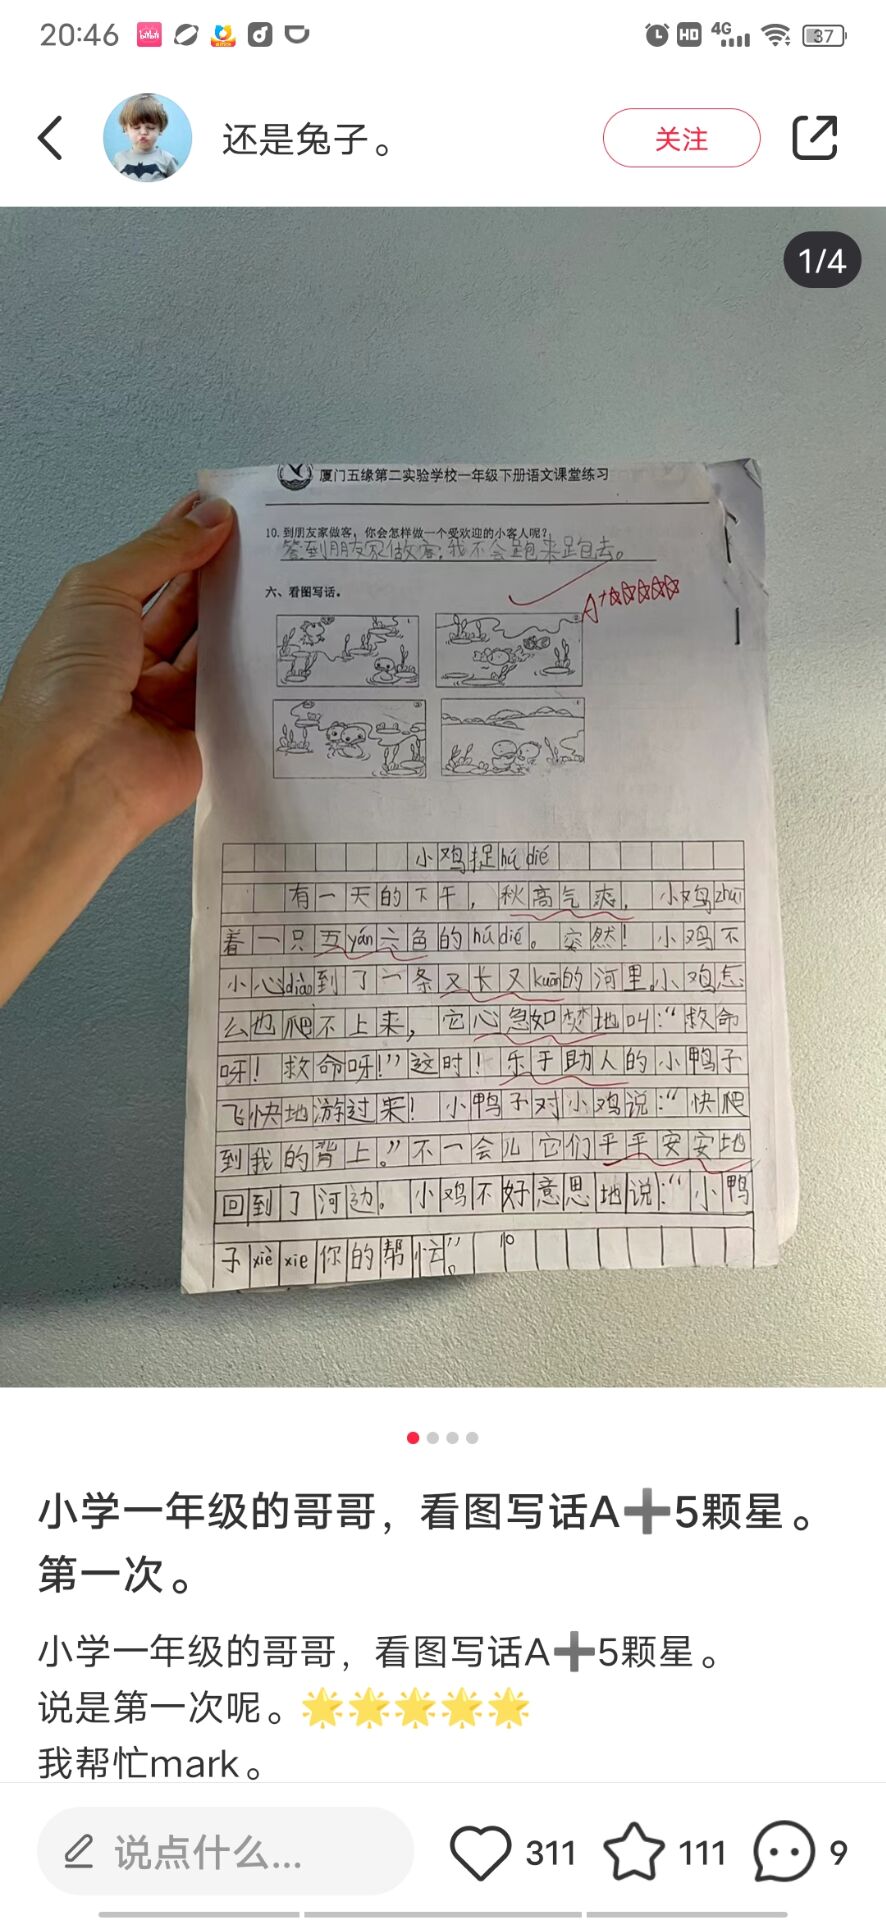 20:46
HD 4G 37
还是兔子。
关注
1/4
厦门五缘第二实验学校一年级下册语文课堂练习
10. 到朋友家做客，你会怎样做一个受欢迎的小客人呢？
答到朋友家做客，我不会跑来跑去。
六、看图写话。
A+☆☆☆☆☆
小鸡捉hú dié
有一天的下午，秋高气爽，小鸡zhuī
着一只五yán六色的hú dié。突然！小鸡不
小心diào到了一条又长又kuān的河里，小鸡怎
么也爬不上来，它心急如焚地叫：“救命
呀！救命呀！”这时！乐于助人的小鸭子
飞快地游过来！小鸭子对小鸡说：“快爬
到我的背上。”不一会儿它们平平安安地
回到了河边。小鸡不好意思地说：“小鸭
子xiè xie你的帮忙”。
小学一年级的哥哥，看图写话A➕5颗星。
第一次。
小学一年级的哥哥，看图写话A➕5颗星。
说是第一次呢。🌟🌟🌟🌟🌟
我帮忙mark。
说点什么...
311
111
9